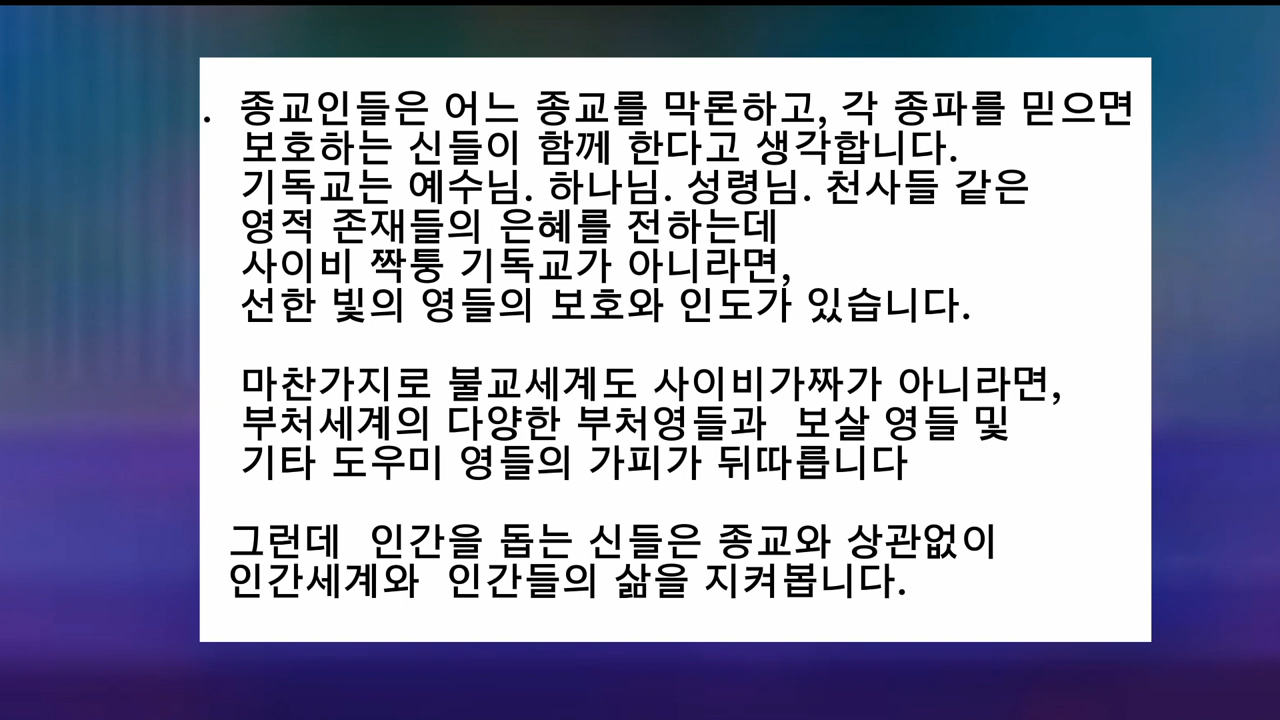 . 종교인들은 어느 종교를 막론하고, 각 종파를 믿으면
보호하는 신들이 함께 한다고 생각합니다.
기독교는 예수님. 하나님. 성령님. 천사들 같은
영적 존재들의 은혜를 전하는데
사이비 짝퉁 기독교가 아니라면,
선한 빛의 영들의 보호와 인도가 있습니다.
마찬가지로 불교세계도 사이비가짜가 아니라면,
부처세계의 다양한 부처영들과 보살 영들 및
기타 도우미 영들의 가피가 뒤따릅니다
그런데 인간을 돕는 신들은 종교와 상관없이
인간세계와 인간들의 삶을 지켜봅니다.